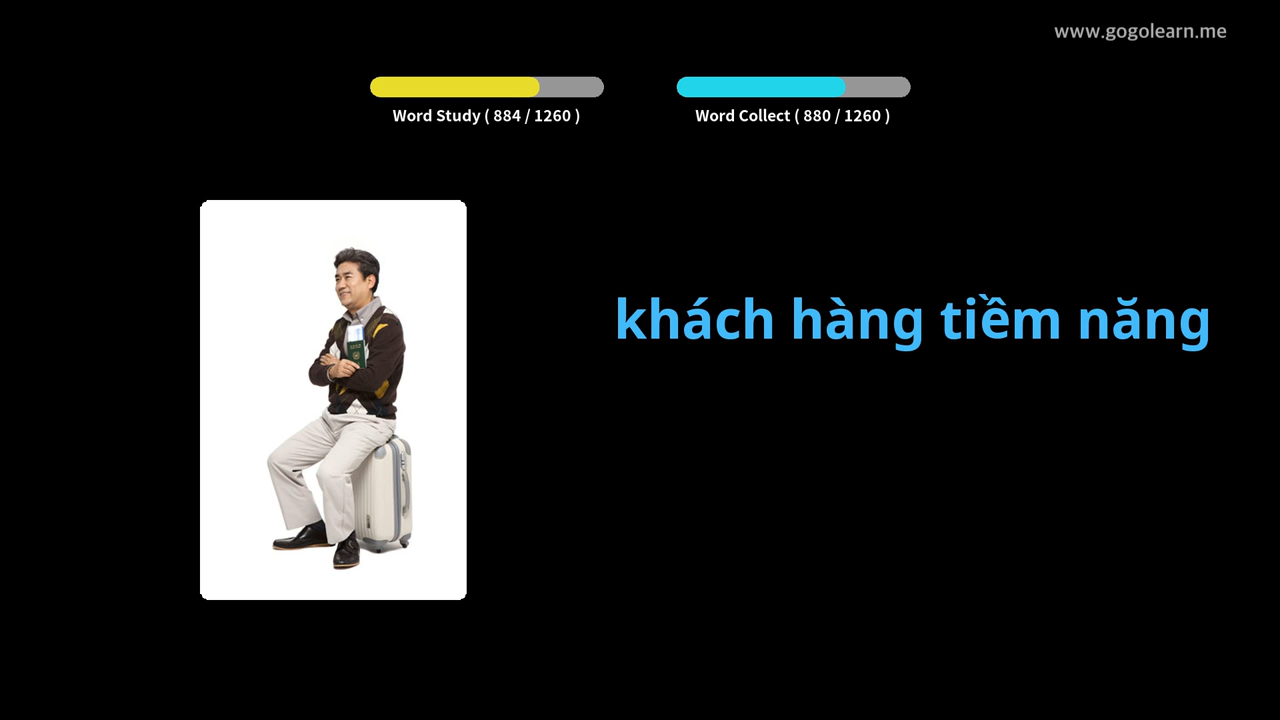 www.gogolearn.me
Word Study ( 884 / 1260 )
Word Collect ( 880 / 1260 )
khách hàng tiềm năng